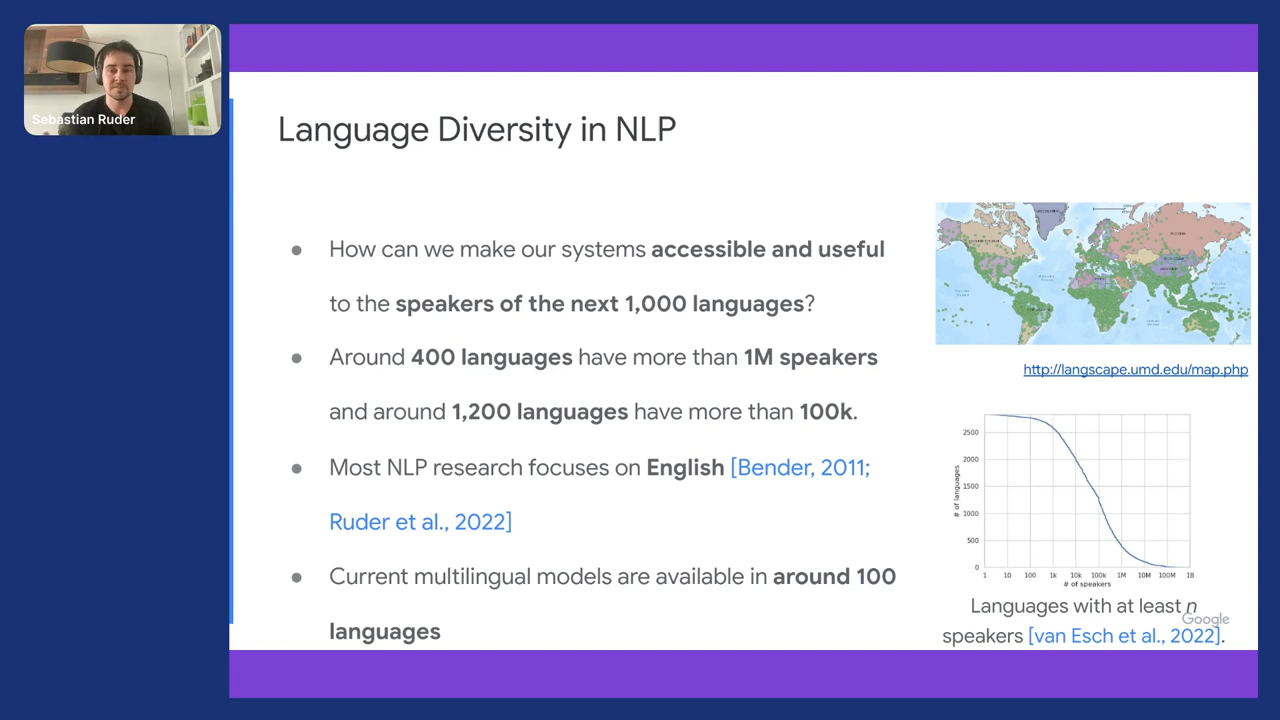 Sebastian Ruder
Language Diversity in NLP
● How can we make our systems accessible and useful
to the speakers of the next 1,000 languages?
● Around 400 languages have more than 1M speakers
and around 1,200 languages have more than 100k.
● Most NLP research focuses on English [Bender, 2011;
Ruder et al., 2022]
● Current multilingual models are available in around 100
languages
http://langscape.umd.edu/map.php
# of languages
2500
2000
1500
1000
500
0
1 10 100 1k 10k 100k 1M 10M 100M 1B
# of speakers
Languages with at least n
speakers [van Esch et al., 2022].
Google